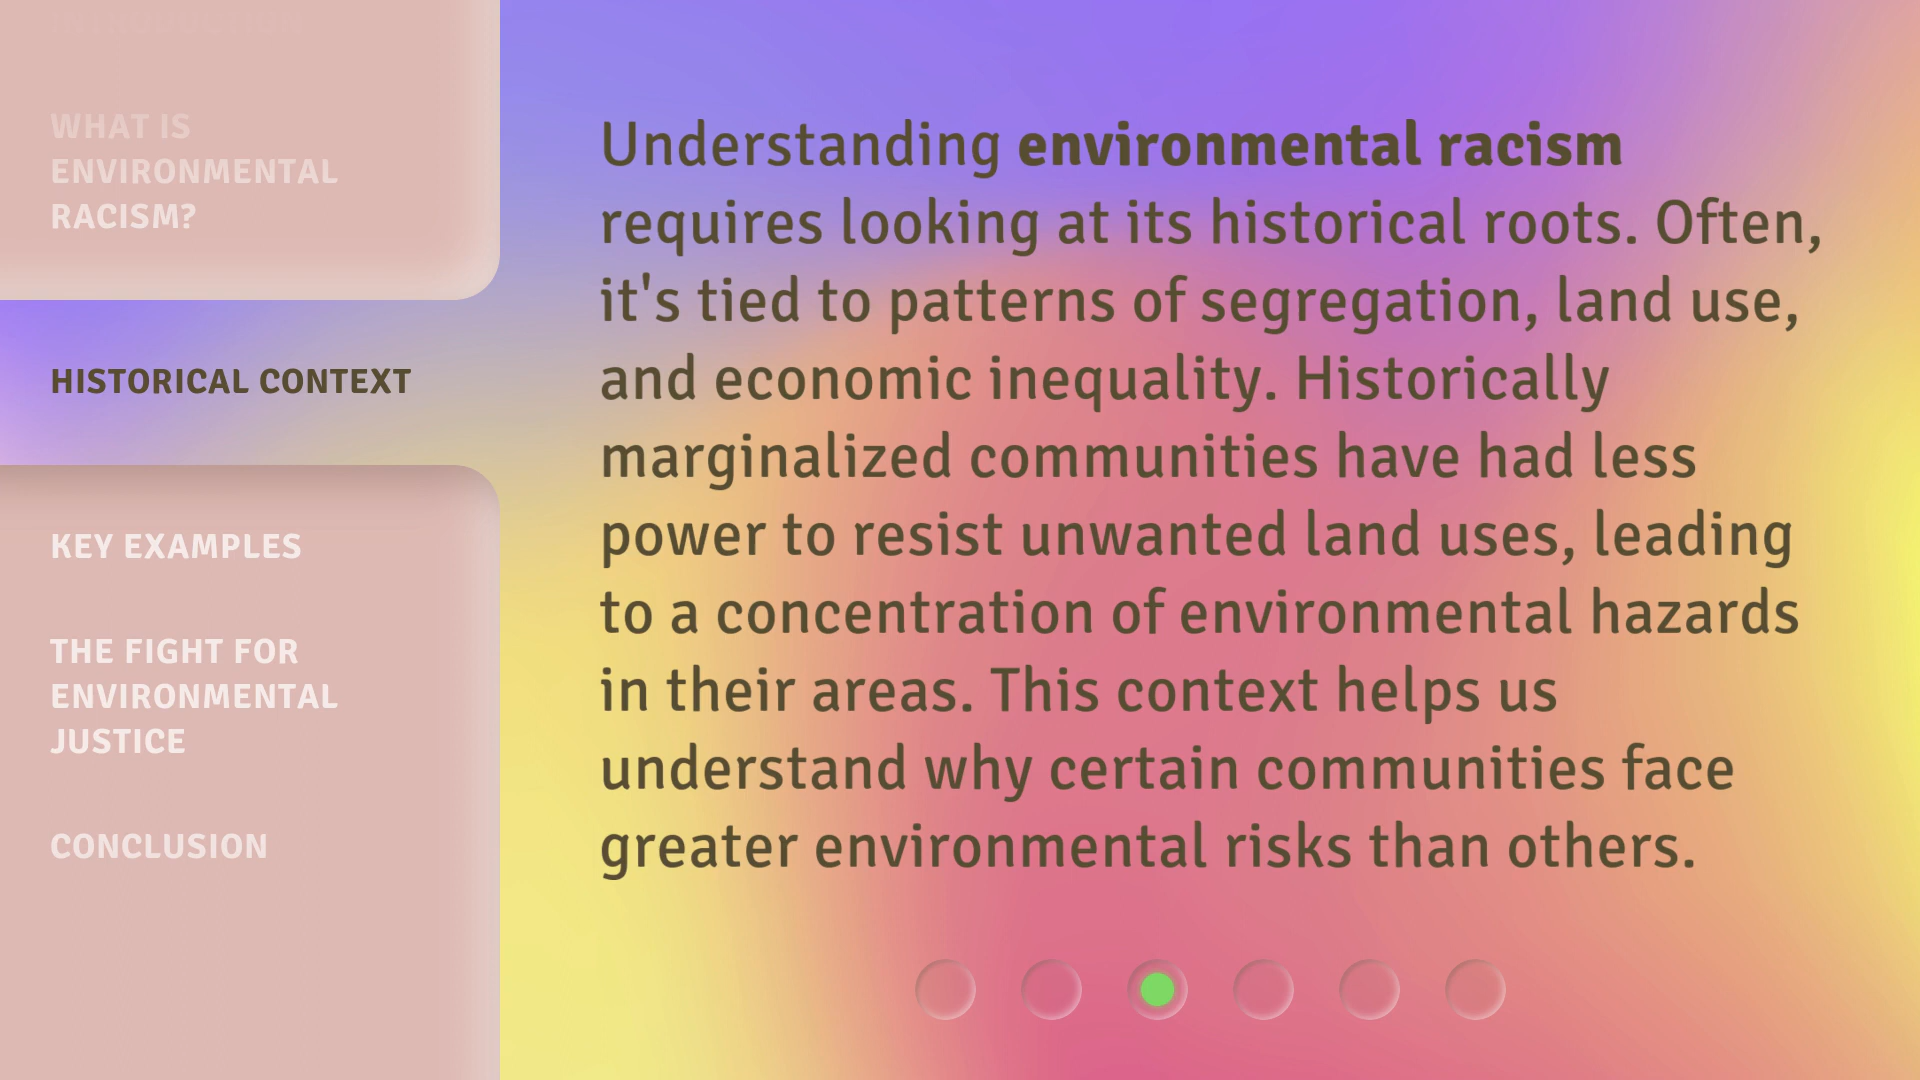 INTRODUCTION
WHAT IS
ENVIRONMENTAL
RACISM?
HISTORICAL CONTEXT
KEY EXAMPLES
THE FIGHT FOR
ENVIRONMENTAL
JUSTICE
CONCLUSION
Understanding environmental racism
requires looking at its historical roots. Often,
it's tied to patterns of segregation, land use,
and economic inequality. Historically
marginalized communities have had less
power to resist unwanted land uses, leading
to a concentration of environmental hazards
in their areas. This context helps us
understand why certain communities face
greater environmental risks than others.